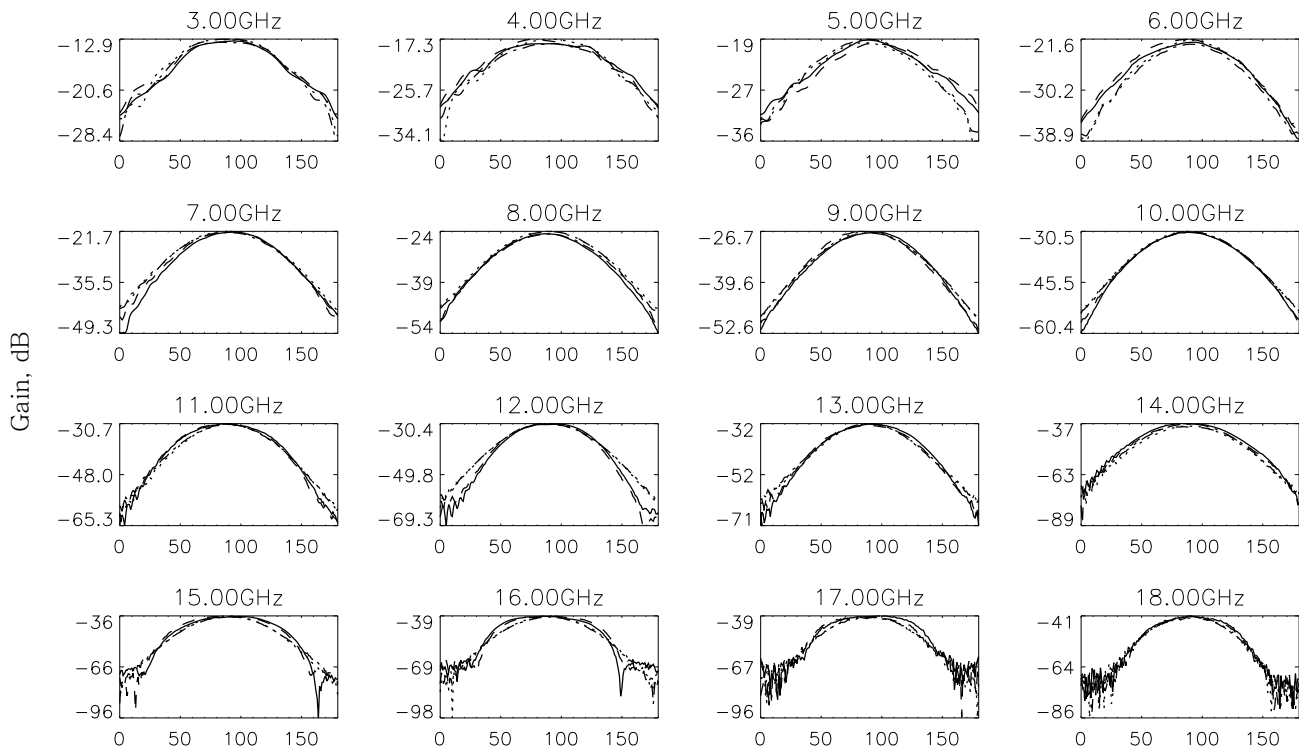 3.00GHz 4.00GHz 5.00GHz 6.00GHz
−12.9 −17.3 −19 −21.6
−20.6 −25.7 −27 −30.2
−28.4 −34.1 −36 −38.9
0 50 100 150 0 50 100 150 0 50 100 150 0 50 100 150
7.00GHz 8.00GHz 9.00GHz 10.00GHz
−21.7 −24 −26.7 −30.5
−35.5 −39 −39.6 −45.5
−49.3 −54 −52.6 −60.4
0 50 100 150 0 50 100 150 0 50 100 150 0 50 100 150
Gain, dB
11.00GHz 12.00GHz 13.00GHz 14.00GHz
−30.7 −30.4 −32 −37
−48.0 −49.8 −52 −63
−65.3 −69.3 −71 −89
0 50 100 150 0 50 100 150 0 50 100 150 0 50 100 150
15.00GHz 16.00GHz 17.00GHz 18.00GHz
−36 −39 −39 −41
−66 −69 −67 −64
−96 −98 −96 −86
0 50 100 150 0 50 100 150 0 50 100 150 0 50 100 150